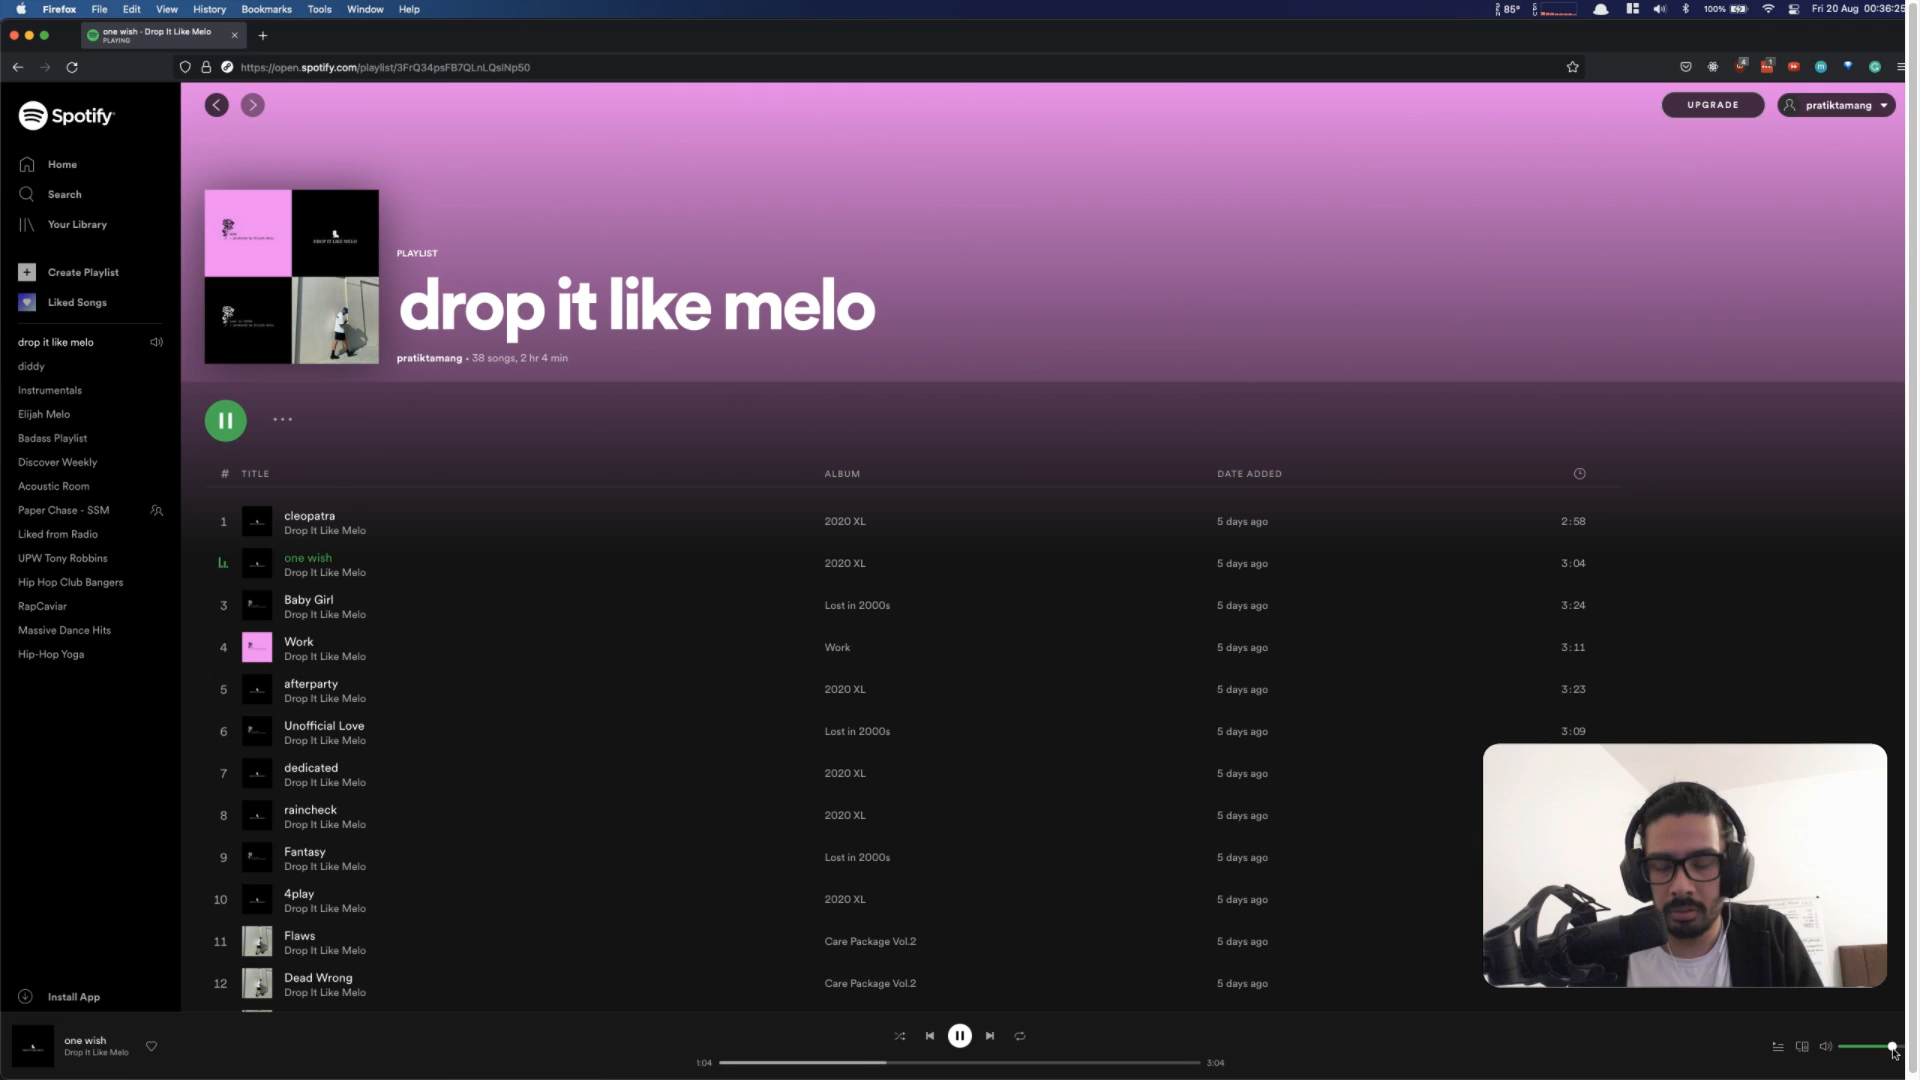 Firefox File Edit View History Bookmarks Tools Window Help
85° 100% Fri 20 Aug 00:36:25
one wish - Drop It Like Melo
PLAYING
https://open.spotify.com/playlist/3FrQ34psFB7QLnLQslNp50
4 1
Spotify
UPGRADE
pratiktamang
Home
Search
Your Library
Create Playlist
Liked Songs
drop it like melo
diddy
Instrumentals
Elijah Melo
Badass Playlist
Discover Weekly
Acoustic Room
Paper Chase - SSM
Liked from Radio
UPW Tony Robbins
Hip Hop Club Bangers
RapCaviar
Massive Dance Hits
Hip-Hop Yoga
Install App
DROP IT LIKE MELO
PLAYLIST
drop it like melo
pratiktamang • 38 songs, 2 hr 4 min
# TITLE ALBUM DATE ADDED
1 cleopatra 2020 XL 5 days ago 2:58
Drop It Like Melo
one wish 2020 XL 5 days ago 3:04
Drop It Like Melo
3 Baby Girl Lost in 2000s 5 days ago 3:24
Drop It Like Melo
4 Work Work 5 days ago 3:11
Drop It Like Melo
5 afterparty 2020 XL 5 days ago 3:23
Drop It Like Melo
6 Unofficial Love Lost in 2000s 5 days ago 3:09
Drop It Like Melo
7 dedicated 2020 XL 5 days ago
Drop It Like Melo
8 raincheck 2020 XL 5 days ago
Drop It Like Melo
9 Fantasy Lost in 2000s 5 days ago
Drop It Like Melo
10 4play 2020 XL 5 days ago
Drop It Like Melo
11 Flaws Care Package Vol.2 5 days ago
Drop It Like Melo
12 Dead Wrong Care Package Vol.2 5 days ago
Drop It Like Melo
one wish
Drop It Like Melo
1:04 3:04